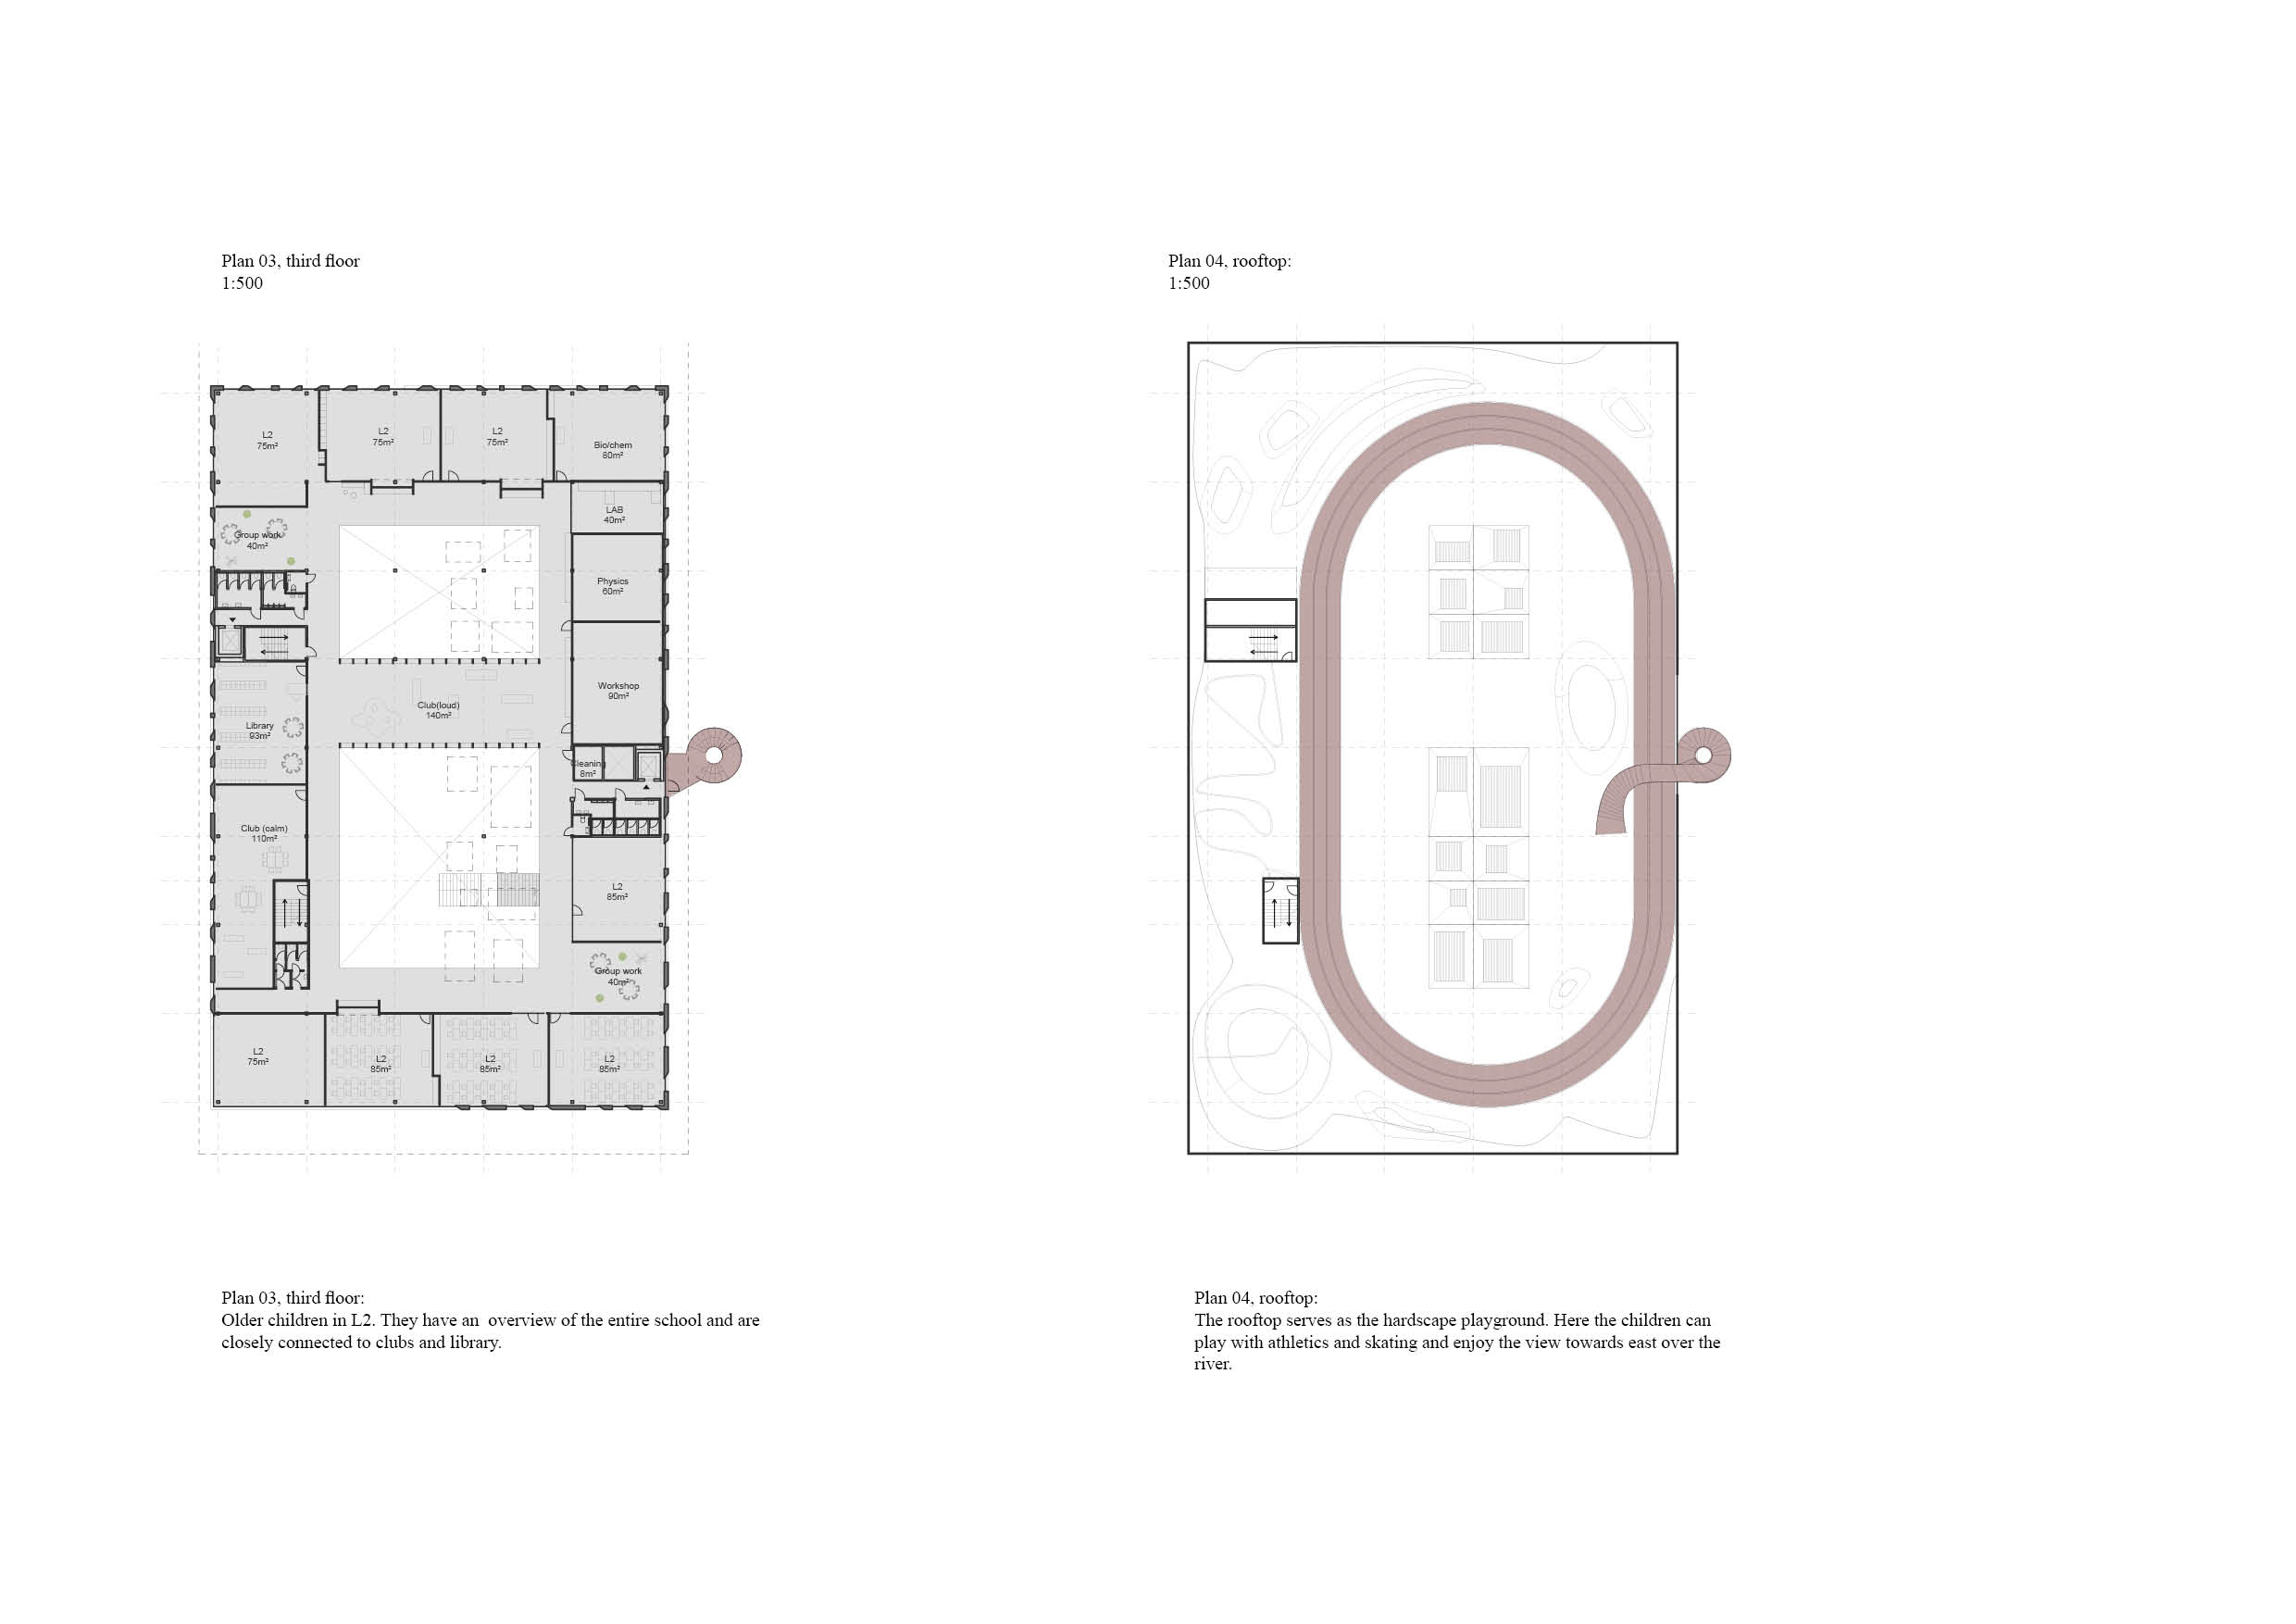 Plan 03, third floor
1:500
Plan 04, rooftop:
1:500
L2
75m²
L2
75m²
L2
75m²
Bio/chem
80m²
LAB
40m²
Group work
40m²
Physics
60m²
Workshop
90m²
Club(loud)
140m²
Library
93m²
Cleaning
8m²
Club (calm)
110m²
L2
85m²
Group work
40m²
L2
75m²
L2
85m²
L2
85m²
L2
85m²
Plan 03, third floor:
Older children in L2. They have an  overview of the entire school and are
closely connected to clubs and library.
Plan 04, rooftop:
The rooftop serves as the hardscape playground. Here the children can
play with athletics and skating and enjoy the view towards east over the
river.